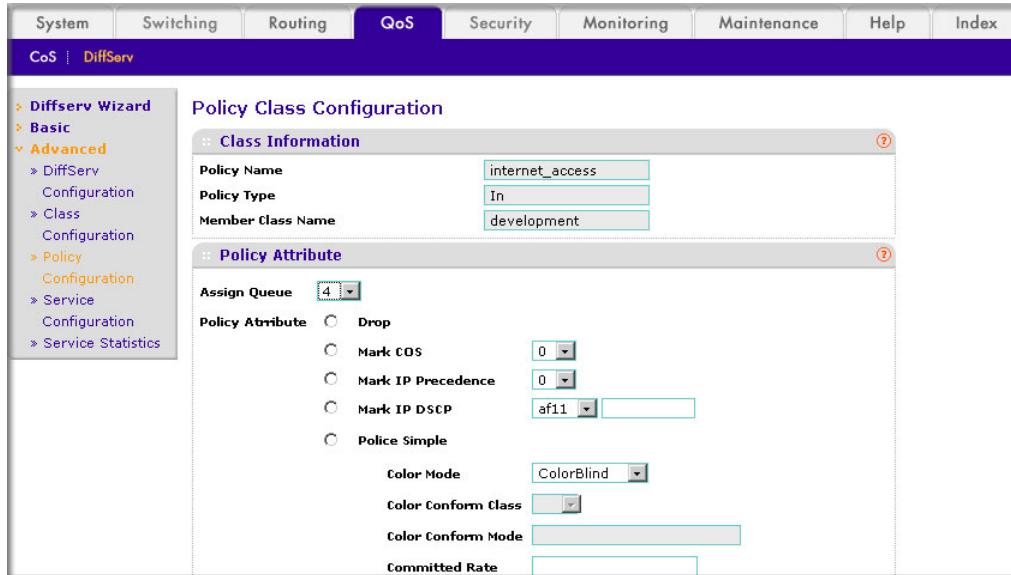 System Switching Routing QoS Security Monitoring Maintenance Help Index
CoS | DiffServ
Diffserv Wizard
Basic
Advanced
» DiffServ
Configuration
» Class
Configuration
» Policy
Configuration
» Service
Configuration
» Service Statistics
Policy Class Configuration
Class Information ?
Policy Name internet_access
Policy Type In
Member Class Name development
Policy Attribute ?
Assign Queue 4
Policy Attribute Drop
Mark COS 0
Mark IP Precedence 0
Mark IP DSCP af11
Police Simple
Color Mode ColorBlind
Color Conform Class
Color Conform Mode
Committed Rate